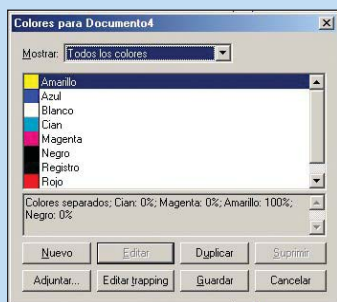 Colores para Documento4
Mostrar: Todos los colores
Amarillo
Azul
Blanco
Cian
Magenta
Negro
Registro
Rojo
Colores separados; Cian: 0%; Magenta: 0%; Amarillo: 100%;
Negro: 0%
Nuevo Editar Duplicar Suprimir
Adjuntar... Editar trapping Guardar Cancelar